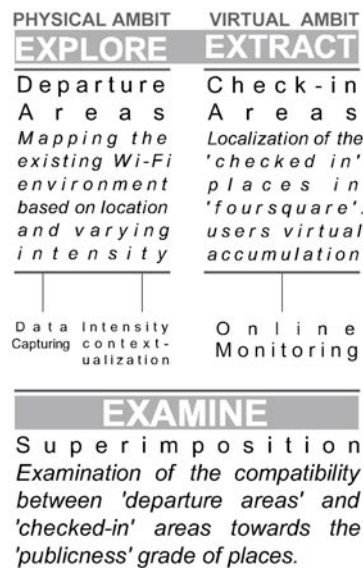 PHYSICAL AMBIT
EXPLORE
Departure
Areas
Mapping the
existing Wi-Fi
environment
based on location
and varying
intensity
Data
Capturing
Intensity
context-
ualization
VIRTUAL AMBIT
EXTRACT
Check-in
Areas
Localization of the
'checked in'
places in
'foursquare'.
users virtual
accumulation
Online
Monitoring
EXAMINE
Superimposition
Examination of the compatibility
between 'departure areas' and
'checked-in' areas towards the
'publicness' grade of places.